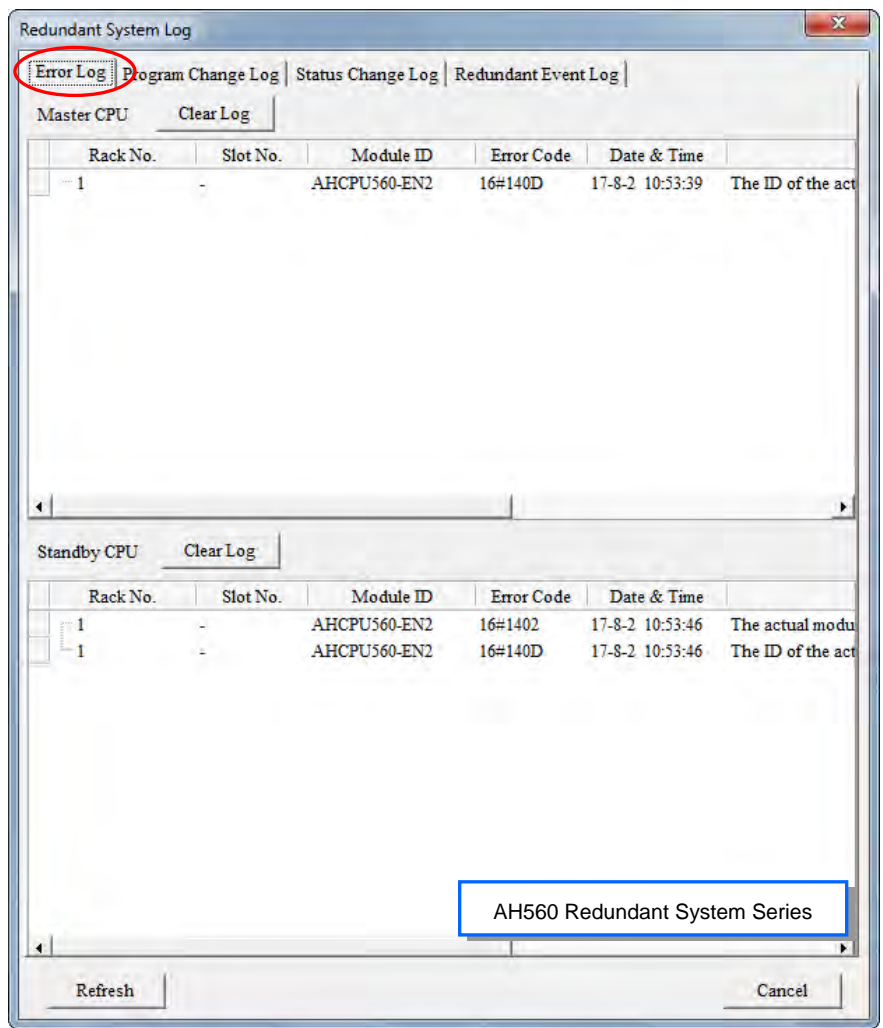 Redundant System Log
Error Log Program Change Log Status Change Log Redundant Event Log
Master CPU Clear Log
Rack No. Slot No. Module ID Error Code Date & Time
1 - AHCPU560-EN2 16#140D 17-8-2 10:53:39 The ID of the act
Standby CPU Clear Log
Rack No. Slot No. Module ID Error Code Date & Time
1 - AHCPU560-EN2 16#1402 17-8-2 10:53:46 The actual modu
1 - AHCPU560-EN2 16#140D 17-8-2 10:53:46 The ID of the act
AH560 Redundant System Series
Refresh Cancel